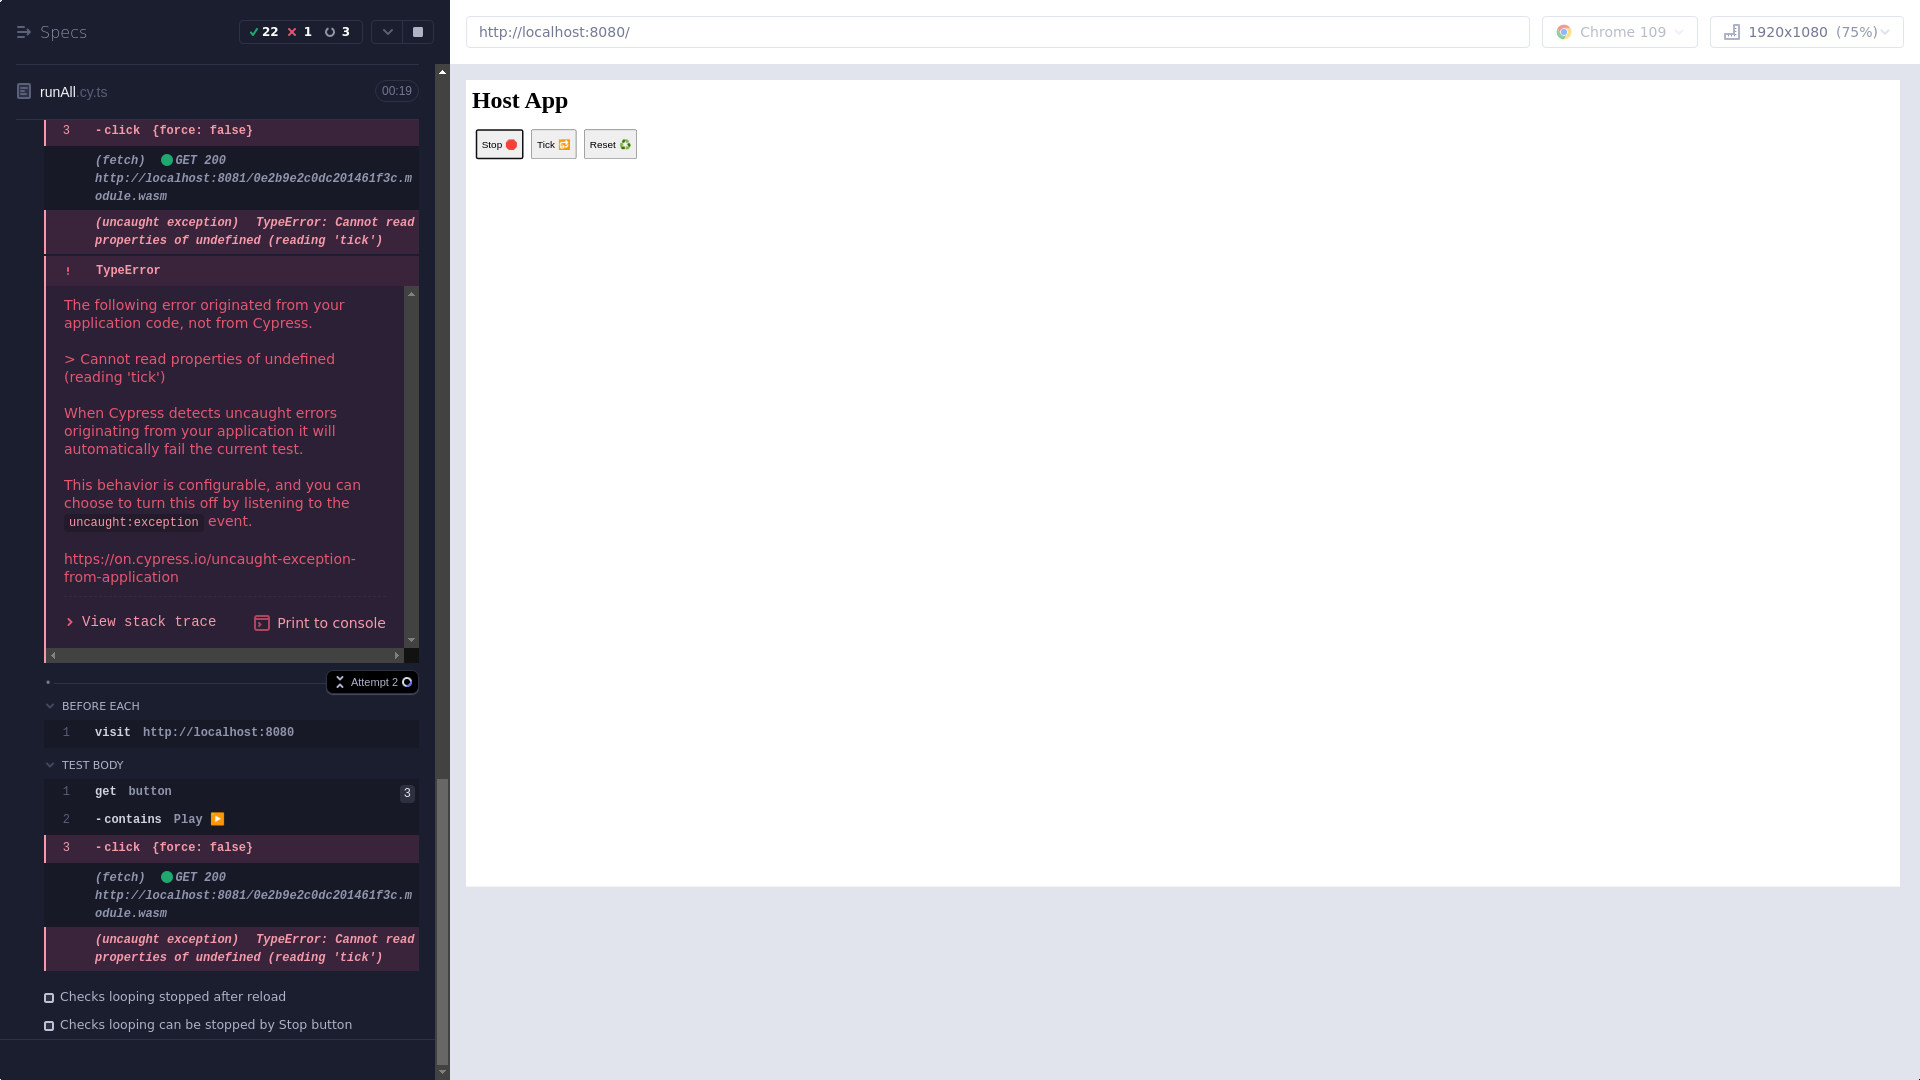 Specs
22 1 3
runAll.cy.ts 00:19
3 -click {force: false}
(fetch) GET 200
http://localhost:8081/0e2b9e2c0dc201461f3c.m
odule.wasm
(uncaught exception) TypeError: Cannot read
properties of undefined (reading 'tick')
! TypeError
The following error originated from your
application code, not from Cypress.
> Cannot read properties of undefined
(reading 'tick')
When Cypress detects uncaught errors
originating from your application it will
automatically fail the current test.
This behavior is configurable, and you can
choose to turn this off by listening to the
uncaught:exception event.
https://on.cypress.io/uncaught-exception-
from-application
View stack trace Print to console
Attempt 2
BEFORE EACH
1 visit http://localhost:8080
TEST BODY
1 get button 3
2 -contains Play ▶️
3 -click {force: false}
(fetch) GET 200
http://localhost:8081/0e2b9e2c0dc201461f3c.m
odule.wasm
(uncaught exception) TypeError: Cannot read
properties of undefined (reading 'tick')
Checks looping stopped after reload
Checks looping can be stopped by Stop button
http://localhost:8080/
Chrome 109
1920x1080 (75%)
Host App
Stop 🛑 Tick 🔁 Reset ♻️